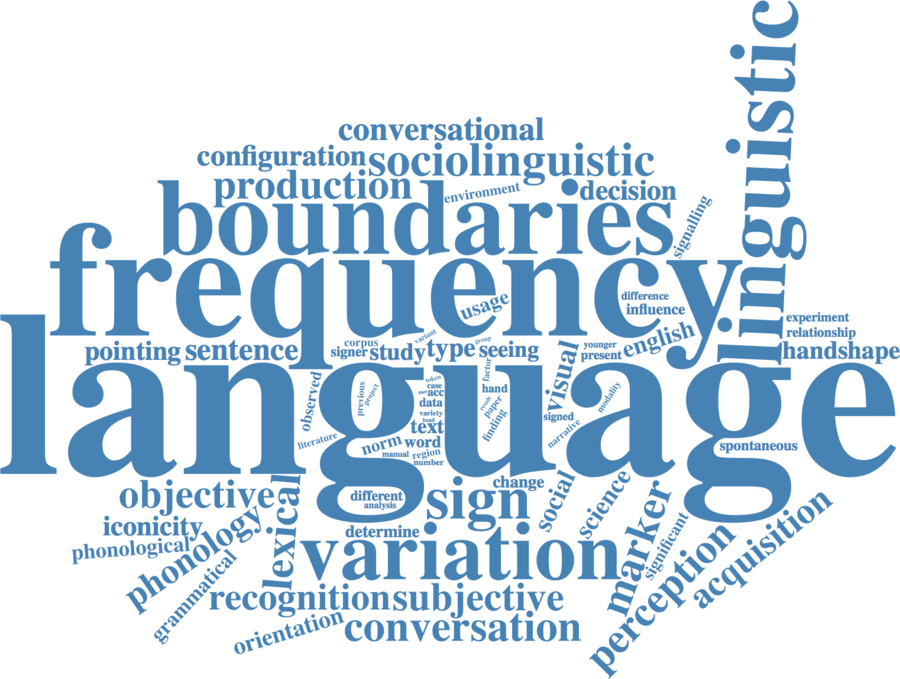 linguistic
conversational
configuration
sociolinguistic
production
environment
decision
boundaries
signalling
frequency
usage
difference
influence
language
pointing
sentence
corpus
signer
study
variant
type
group
seeing
english
younger
present
experiment
relationship
handshape
observed
previous
project
token
case
acc
data
variety
head
text
factor
hand
result
paper
finding
visual
signed
modality
narrative
literature
norm
word
manual
region
number
spontaneous
objective
lexical
different
analysis
sign
change
social
science
marker
significant
acquisition
iconicity
phonological
phonology
grammatical
determine
variation
perception
recognition
subjective
orientation
conversation